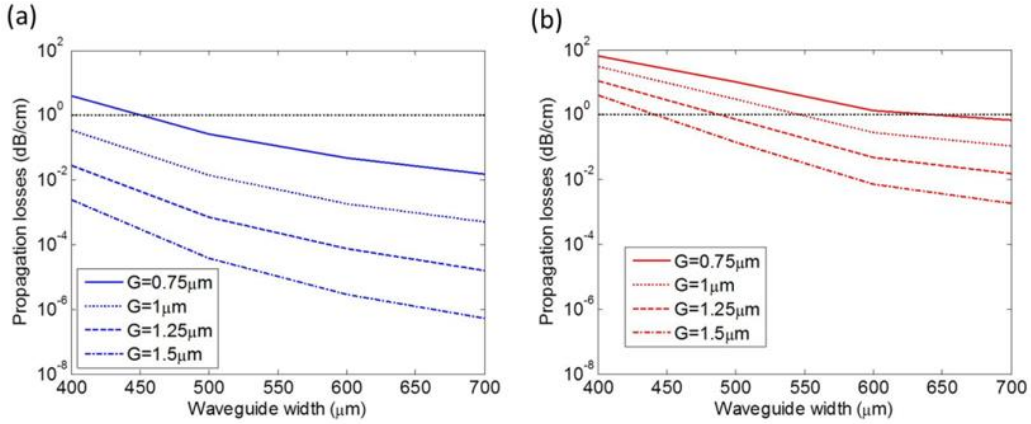 (a)
Propagation losses (dB/cm)
10^2
10^0
10^-2
10^-4
10^-6
10^-8
G=0.75μm
G=1μm
G=1.25μm
G=1.5μm
400 450 500 550 600 650 700
Waveguide width (μm)
(b)
Propagation losses (dB/cm)
10^2
10^0
10^-2
10^-4
10^-6
10^-8
G=0.75μm
G=1μm
G=1.25μm
G=1.5μm
400 450 500 550 600 650 700
Waveguide width (μm)